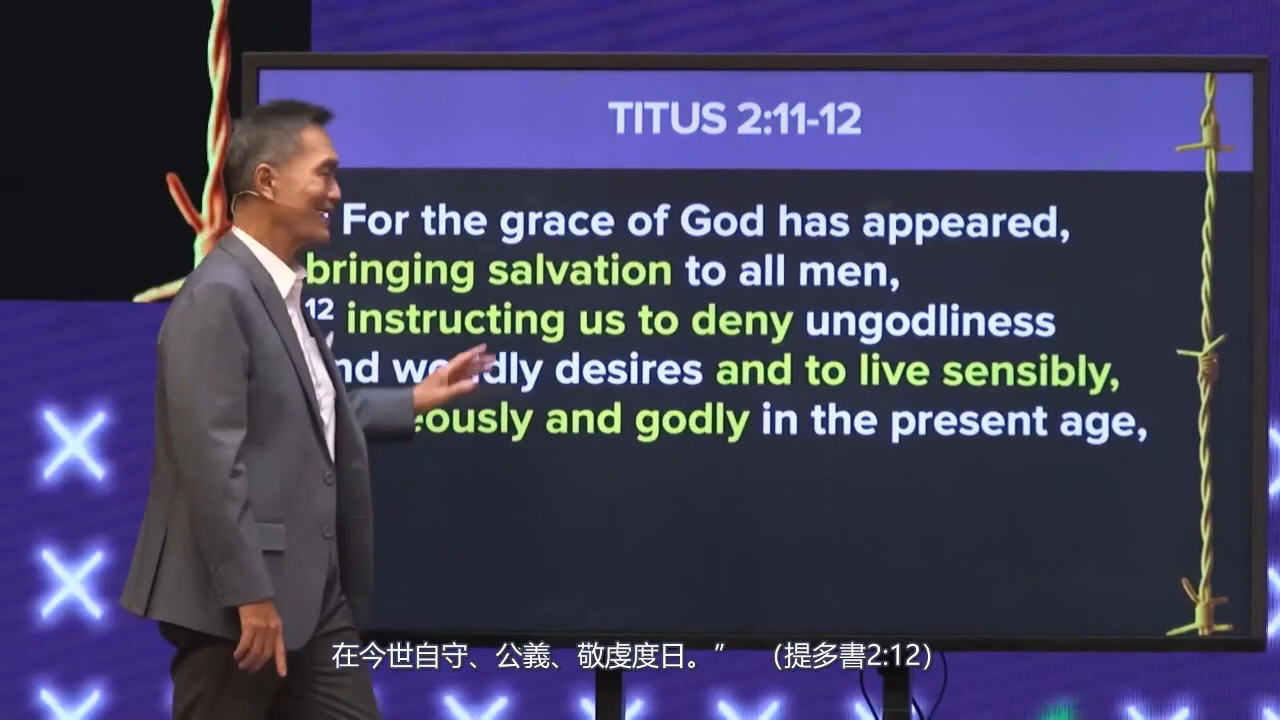 TITUS 2:11-12
For the grace of God has appeared,
bringing salvation to all men,
12 instructing us to deny ungodliness
desires and to live sensibly,
and godly in the present age,
在今世自守、公義、敬虔度日。” （提多書2:12）